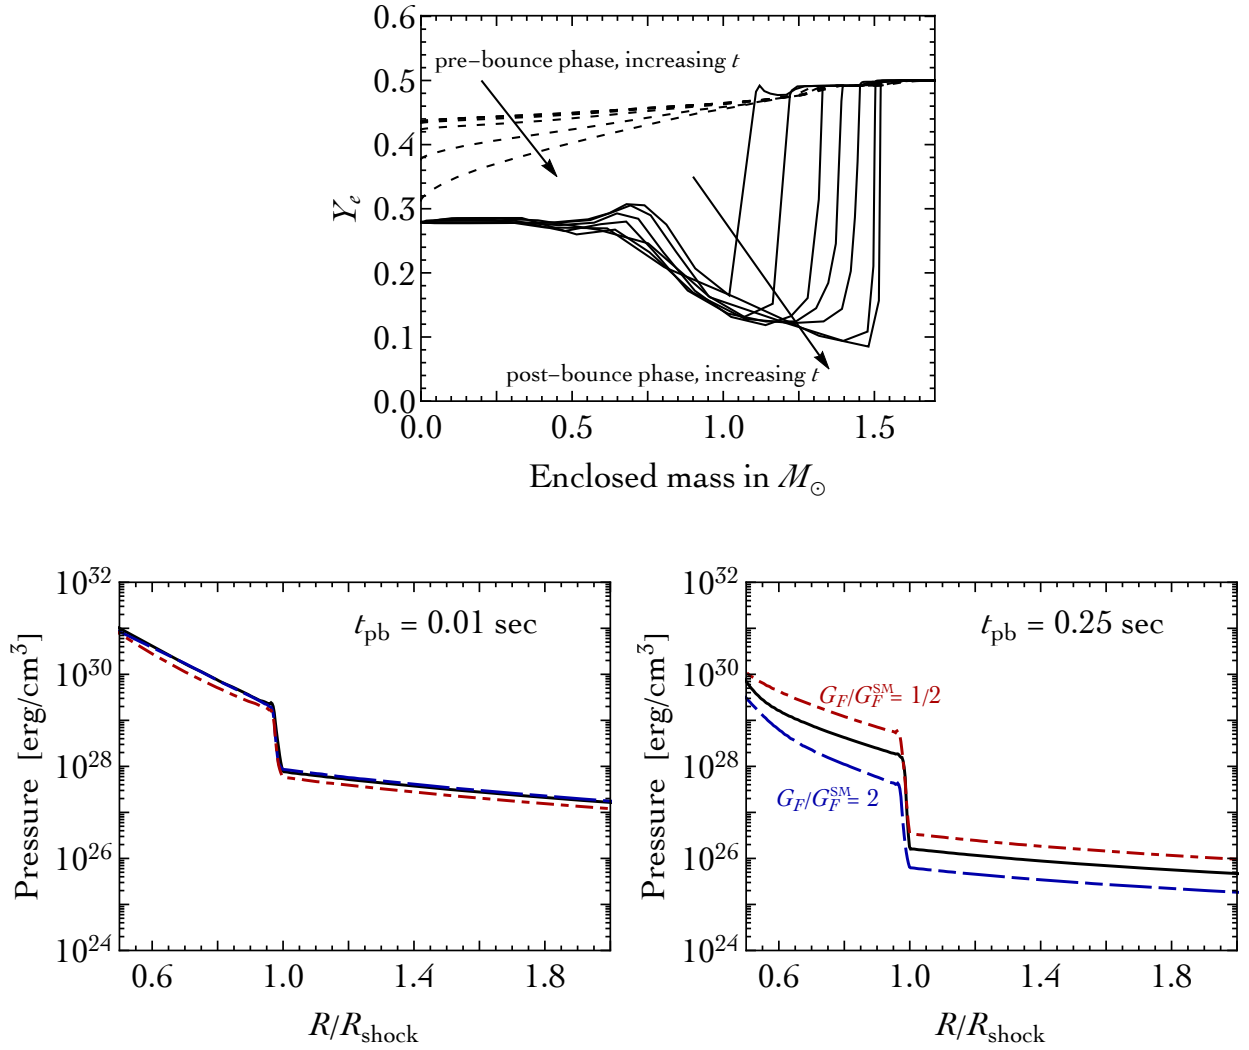 0.6
0.5
0.4
0.3
0.2
0.1
0.0
Y_e
pre–bounce phase, increasing t
post–bounce phase, increasing t
0.0 0.5 1.0 1.5
Enclosed mass in M_⊙
10^32
10^30
10^28
10^26
10^24
Pressure [erg/cm^3]
t_pb = 0.01 sec
0.6 1.0 1.4 1.8
R/R_shock
10^32
10^30
10^28
10^26
10^24
Pressure [erg/cm^3]
t_pb = 0.25 sec
G_F/G_F^SM = 1/2
G_F/G_F^SM = 2
0.6 1.0 1.4 1.8
R/R_shock